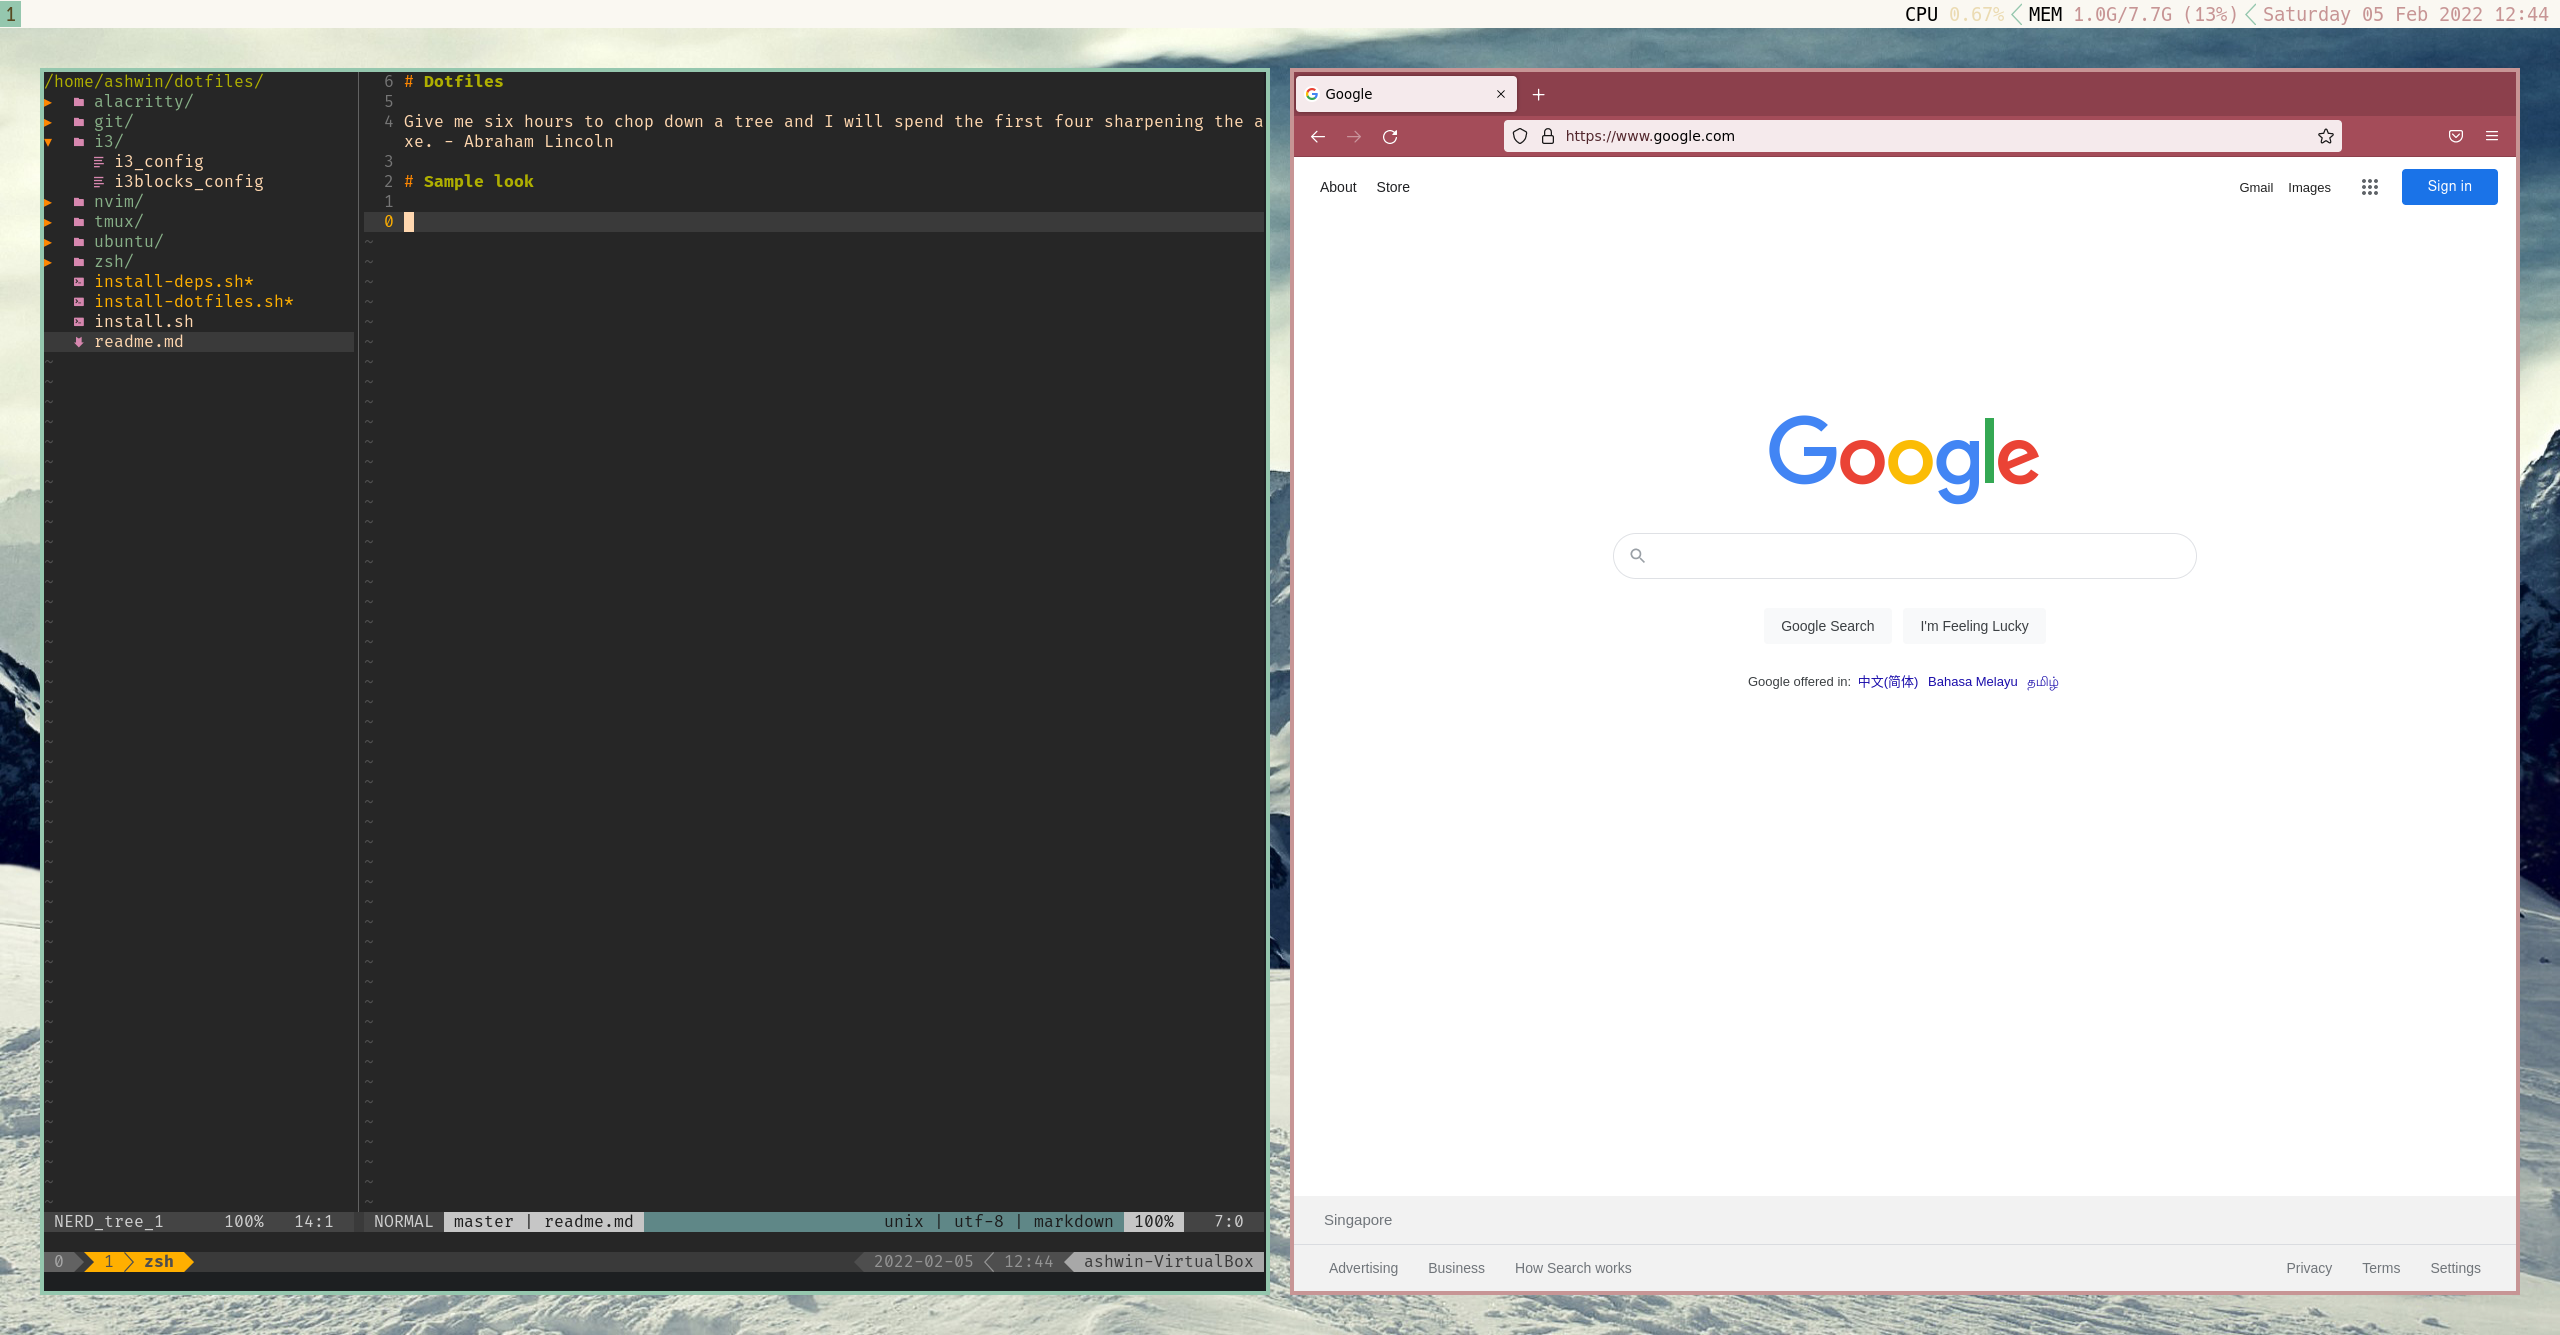 1
CPU 0.67% MEM 1.0G/7.7G (13%) Saturday 05 Feb 2022 12:44
/home/ashwin/dotfiles/
▶ alacritty/
▶ git/
▼ i3/
i3_config
i3blocks_config
▶ nvim/
▶ tmux/
▶ ubuntu/
▶ zsh/
install-deps.sh*
install-dotfiles.sh*
install.sh
readme.md
6 # Dotfiles
5
4 Give me six hours to chop down a tree and I will spend the first four sharpening the a
xe. - Abraham Lincoln
3
2 # Sample look
1
0
NERD_tree_1 100% 14:1
NORMAL master | readme.md unix | utf-8 | markdown 100% 7:0
0 1 zsh 2022-02-05 12:44 ashwin-VirtualBox
Google
https://www.google.com
About Store Gmail Images Sign in
Google
Google Search I'm Feeling Lucky
Google offered in: 中文(简体) Bahasa Melayu தமிழ்
Singapore
Advertising Business How Search works Privacy Terms Settings